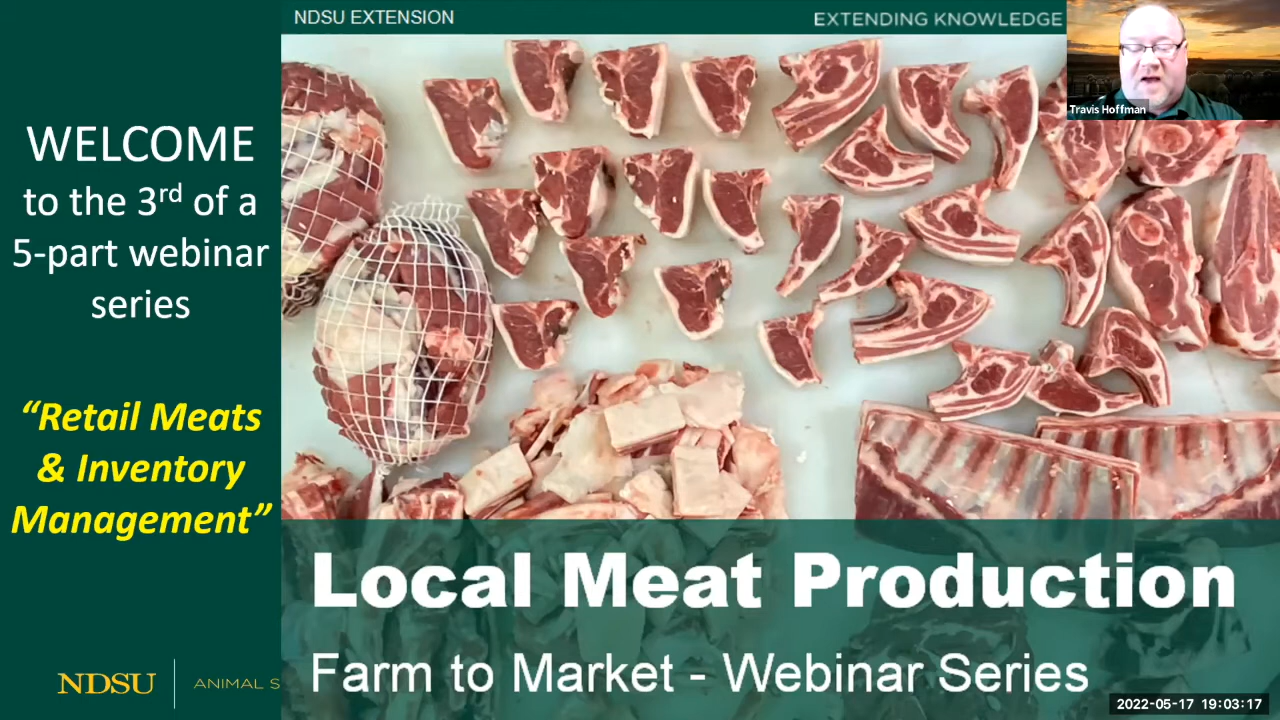 NDSU EXTENSION
EXTENDING KNOWLEDGE
Travis Hoffman
WELCOME
to the 3rd of a
5-part webinar
series
“Retail Meats
& Inventory
Management”
Local Meat Production
Farm to Market - Webinar Series
NDSU
ANIMAL S
2022-05-17 19:03:17